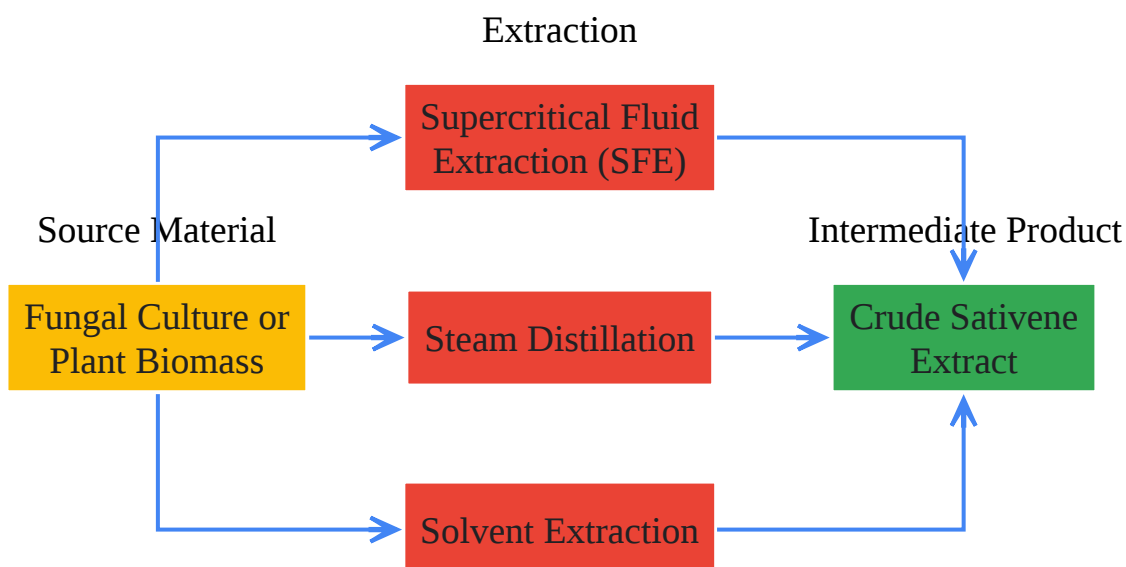 Extraction
Supercritical Fluid
Extraction (SFE)
Source Material
Intermediate Product
Fungal Culture or
Plant Biomass
Steam Distillation
Crude Sativene
Extract
Solvent Extraction